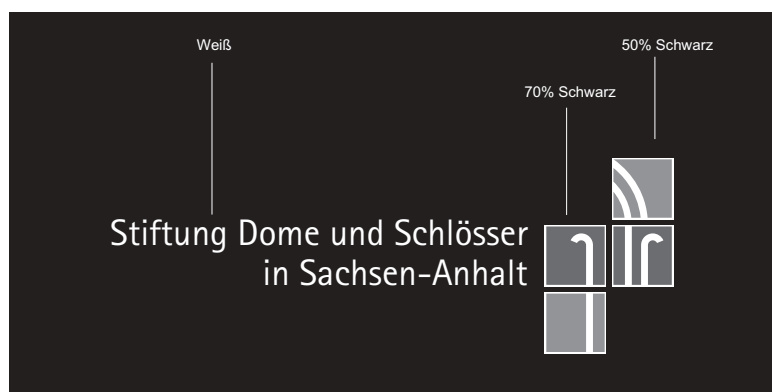 Weiß
50% Schwarz
70% Schwarz
Stiftung Dome und Schlösser
in Sachsen-Anhalt